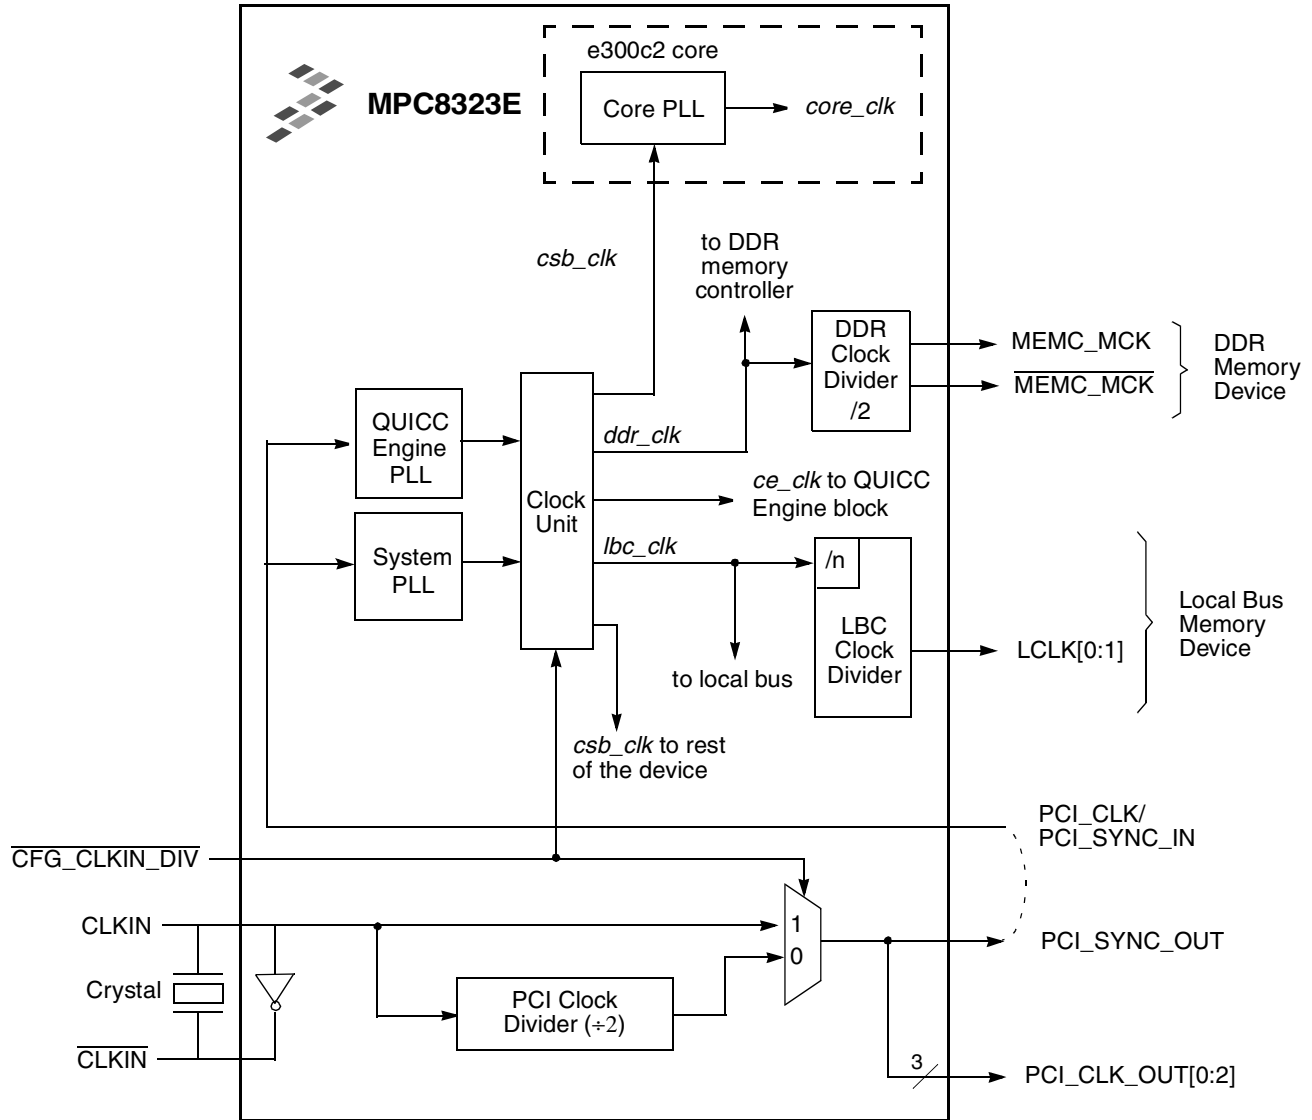 e300c2 core
MPC8323E
Core PLL
core_clk
csb_clk
to DDR
memory
controller
DDR
Clock
Divider
/2
MEMC_MCK
MEMC_MCK
DDR
Memory
Device
QUICC
Engine
PLL
ddr_clk
Clock
Unit
ce_clk to QUICC
Engine block
System
PLL
lbc_clk
/n
LBC
Clock
Divider
LCLK[0:1]
Local Bus
Memory
Device
to local bus
csb_clk to rest
of the device
PCI_CLK/
PCI_SYNC_IN
CFG_CLKIN_DIV
CLKIN
1
0
PCI_SYNC_OUT
Crystal
PCI Clock
Divider (÷2)
CLKIN
3
PCI_CLK_OUT[0:2]